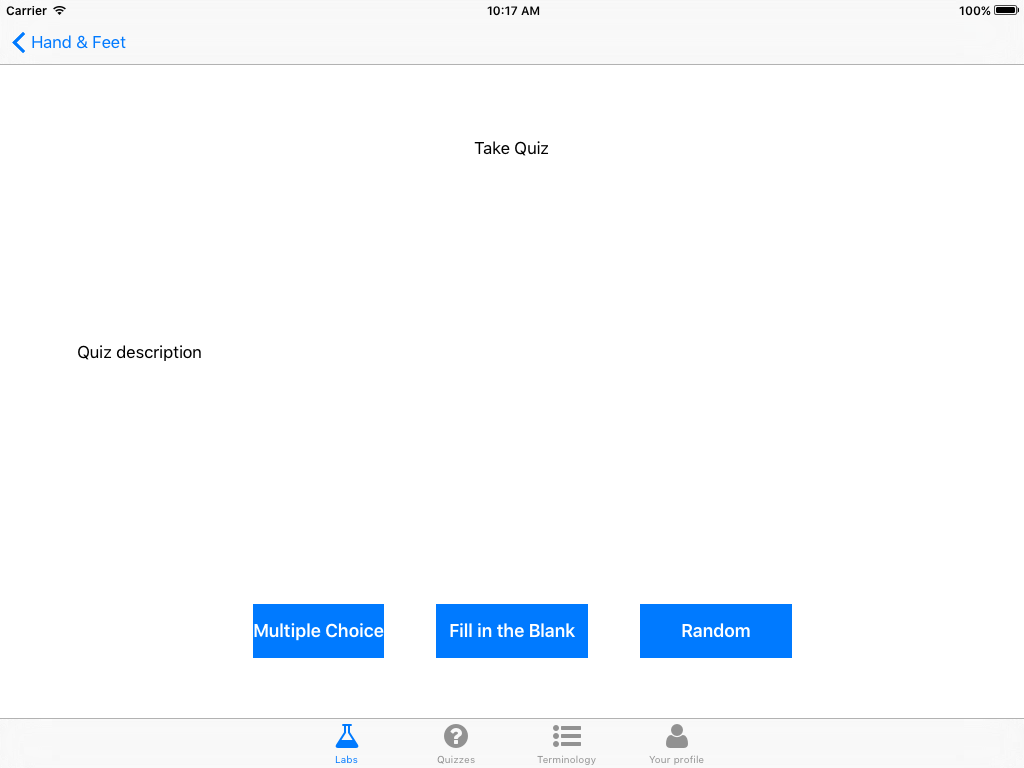 Carrier 10:17 AM 100%
Hand & Feet
Take Quiz
Quiz description
Multiple Choice Fill in the Blank Random
Labs Quizzes Terminology Your profile